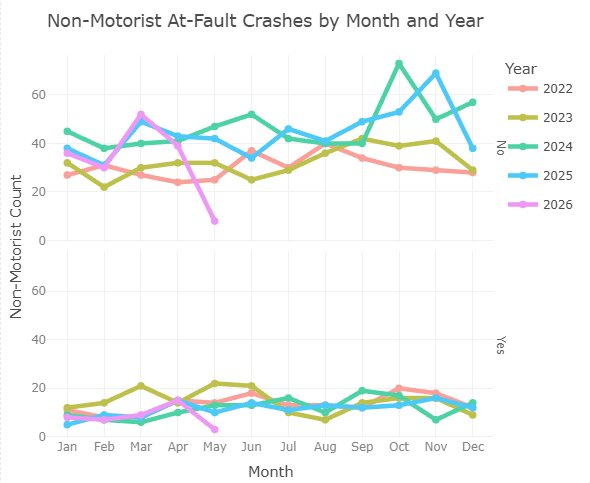 Non-Motorist At-Fault Crashes by Month and Year
Year
2022
2023
2024
2025
2026
Non-Motorist Count
60
40
20
0
No
60
40
20
0
Yes
Jan Feb Mar Apr May Jun Jul Aug Sep Oct Nov Dec
Month